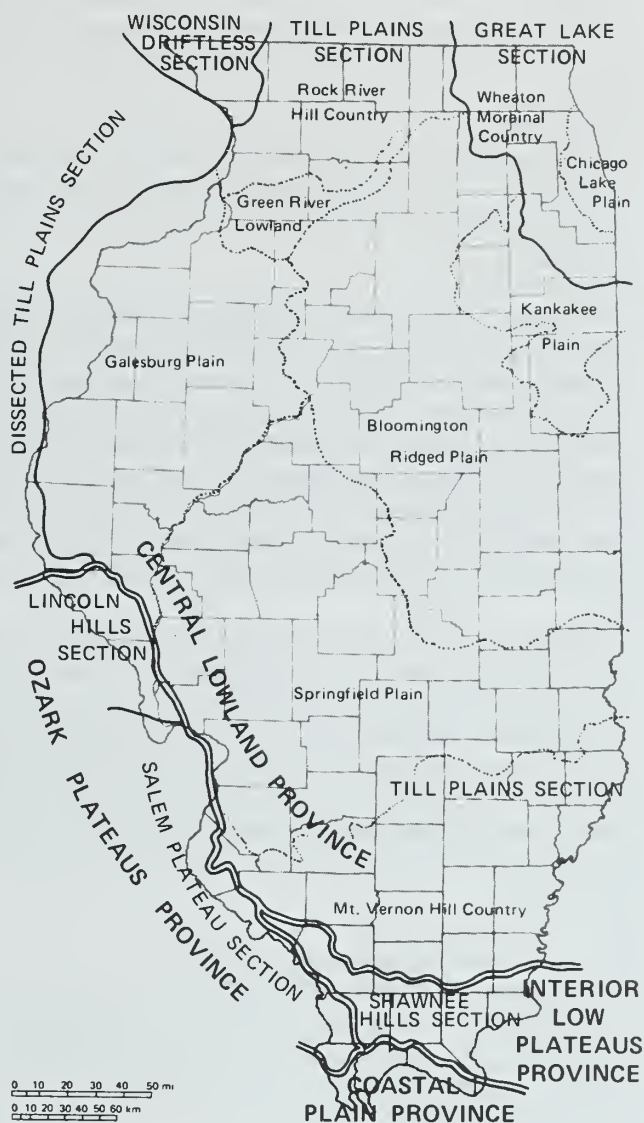 WISCONSIN
DRIFTLESS
SECTION
TILL PLAINS
SECTION
GREAT LAKE
SECTION
Rock River
Hill Country
Wheaton
Morainal
Country
Chicago
Lake
Plain
DISSECTED TILL PLAINS SECTION
Green River
Lowland
Kankakee
Plain
Galesburg Plain
Bloomington
Ridged Plain
LINCOLN
HILLS
SECTION
CENTRAL LOWLAND PROVINCE
OZARK PLATEAUS PROVINCE
Springfield Plain
SALEM PLATEAU SECTION
TILL PLAINS SECTION
Mt. Vernon Hill Country
SHAWNEE
HILLS SECTION
INTERIOR
LOW
PLATEAUS
PROVINCE
COASTAL
PLAIN PROVINCE
0 10 20 30 40 50 mi
0 10 20 30 40 50 60 km